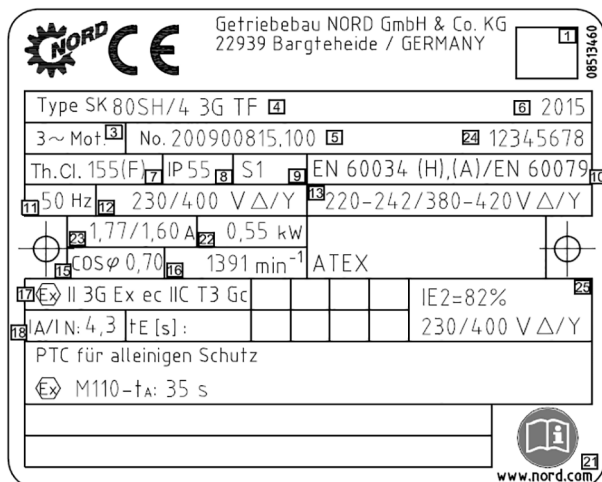 NORD CE Getriebebau NORD GmbH & Co. KG 1
22939 Bargteheide / GERMANY
08513460
Type SK 80SH/4 3G TF 4 6 2015
3~ Mot. 3 No. 200900815,100 5 24 12345678
Th.Cl. 155(F) 7 IP 55 8 S1 9 EN 60034 (H),(A)/EN 60079 10
11 50 Hz 12 230/400 V △/Y 13 220-242/380-420V △/Y
23 1,77/1,60 A 22 0,55 kW
15 COSφ 0,70 16 1391 min⁻¹ ATEX
17 Ex II 3G Ex ec IIC T3 Gc IE2=82% 25
18 IA/I N: 4,3 tE [s] : 230/400 V △/Y
PTC für alleinigen Schutz
Ex M110-tA: 35 s
21
www.nord.com